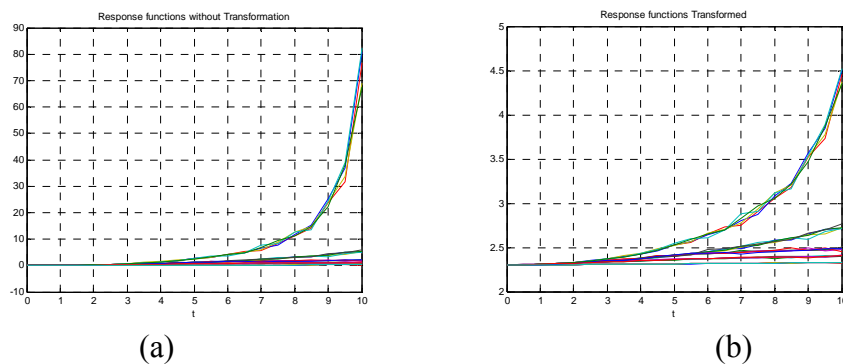 Response functions without Transformation
90
80
70
60
50
40
30
20
10
0
-10
0 1 2 3 4 5 6 7 8 9 10
t
(a)
Response functions Transformed
5
4.5
4
3.5
3
2.5
2
0 1 2 3 4 5 6 7 8 9 10
t
(b)